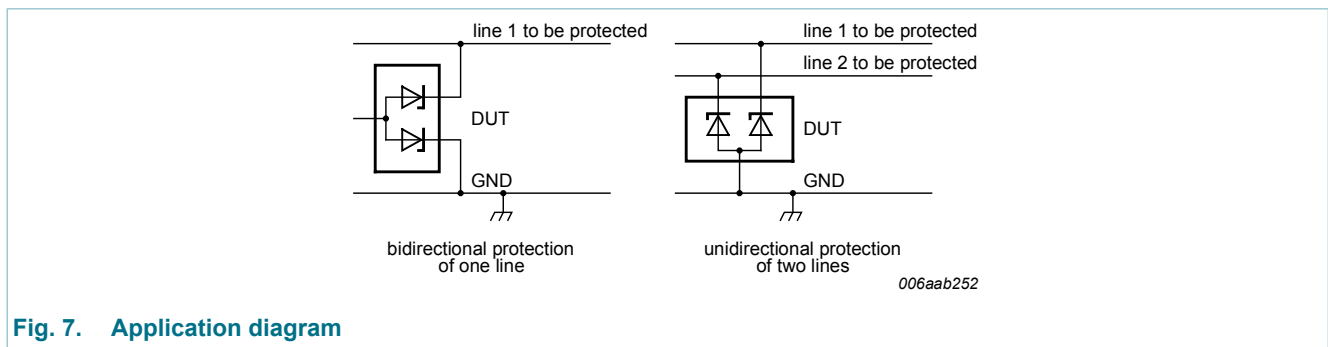 line 1 to be protected
DUT
GND
bidirectional protection
of one line
line 1 to be protected
line 2 to be protected
DUT
GND
unidirectional protection
of two lines
006aab252
Fig. 7. Application diagram